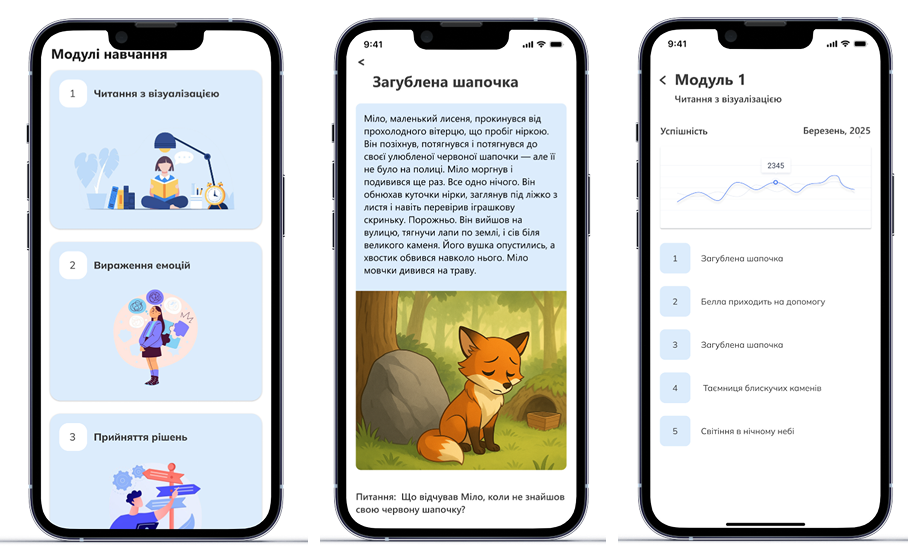 Модулі навчання
1
Читання з візуалізацією
2
Вираження емоцій
3
Прийняття рішень
9:41
<
Загублена шапочка
Міло, маленький лисеня, прокинувся від
прохолодного вітерцю, що пробіг ніркою.
Він позіхнув, потягнувся і потягнувся до
своєї улюбленої червоної шапочки — але її
не було на полиці. Міло моргнув і
подивився ще раз. Все одно нічого. Він
обнюхав куточки нірки, заглянув під ліжко з
листя і навіть перевірив іграшкову
скриньку. Порожньо. Він вийшов на
вулицю, тягнучи лапи по землі, і сів біля
великого каменя. Його вушка опустились, а
хвостик обвився навколо нього. Міло
мовчки дивився на траву.
Питання: Що відчував Міло, коли не знайшов
свою червону шапочку?
9:41
< Модуль 1
Читання з візуалізацією
Успішність
Березень, 2025
2345
1
Загублена шапочка
2
Белла приходить на допомогу
3
Загублена шапочка
4
Таємниця блискучих каменів
5
Світіння в нічному небі